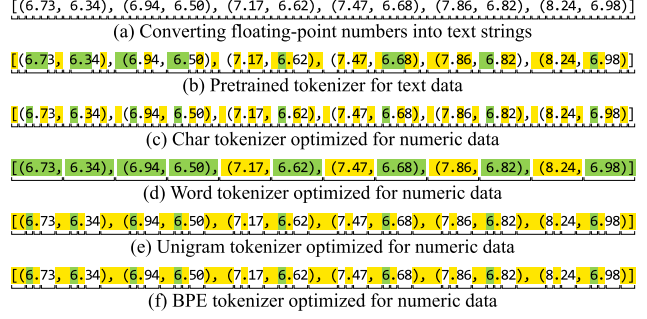 [(6.73, 6.34), (6.94, 6.50), (7.17, 6.62), (7.47, 6.68), (7.86, 6.82), (8.24, 6.98)]
(a) Converting floating-point numbers into text strings
[(6.73, 6.34), (6.94, 6.50), (7.17, 6.62), (7.47, 6.68), (7.86, 6.82), (8.24, 6.98)]
(b) Pretrained tokenizer for text data
[(6.73, 6.34), (6.94, 6.50), (7.17, 6.62), (7.47, 6.68), (7.86, 6.82), (8.24, 6.98)]
(c) Char tokenizer optimized for numeric data
[(6.73, 6.34), (6.94, 6.50), (7.17, 6.62), (7.47, 6.68), (7.86, 6.82), (8.24, 6.98)]
(d) Word tokenizer optimized for numeric data
[(6.73, 6.34), (6.94, 6.50), (7.17, 6.62), (7.47, 6.68), (7.86, 6.82), (8.24, 6.98)]
(e) Unigram tokenizer optimized for numeric data
[(6.73, 6.34), (6.94, 6.50), (7.17, 6.62), (7.47, 6.68), (7.86, 6.82), (8.24, 6.98)]
(f) BPE tokenizer optimized for numeric data